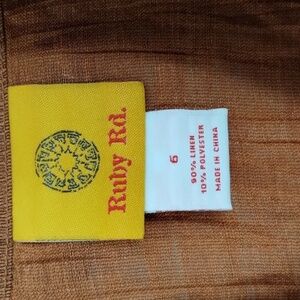 Ruby Rd.
6
90% LINEN
10% POLYESTER
MADE IN CHINA